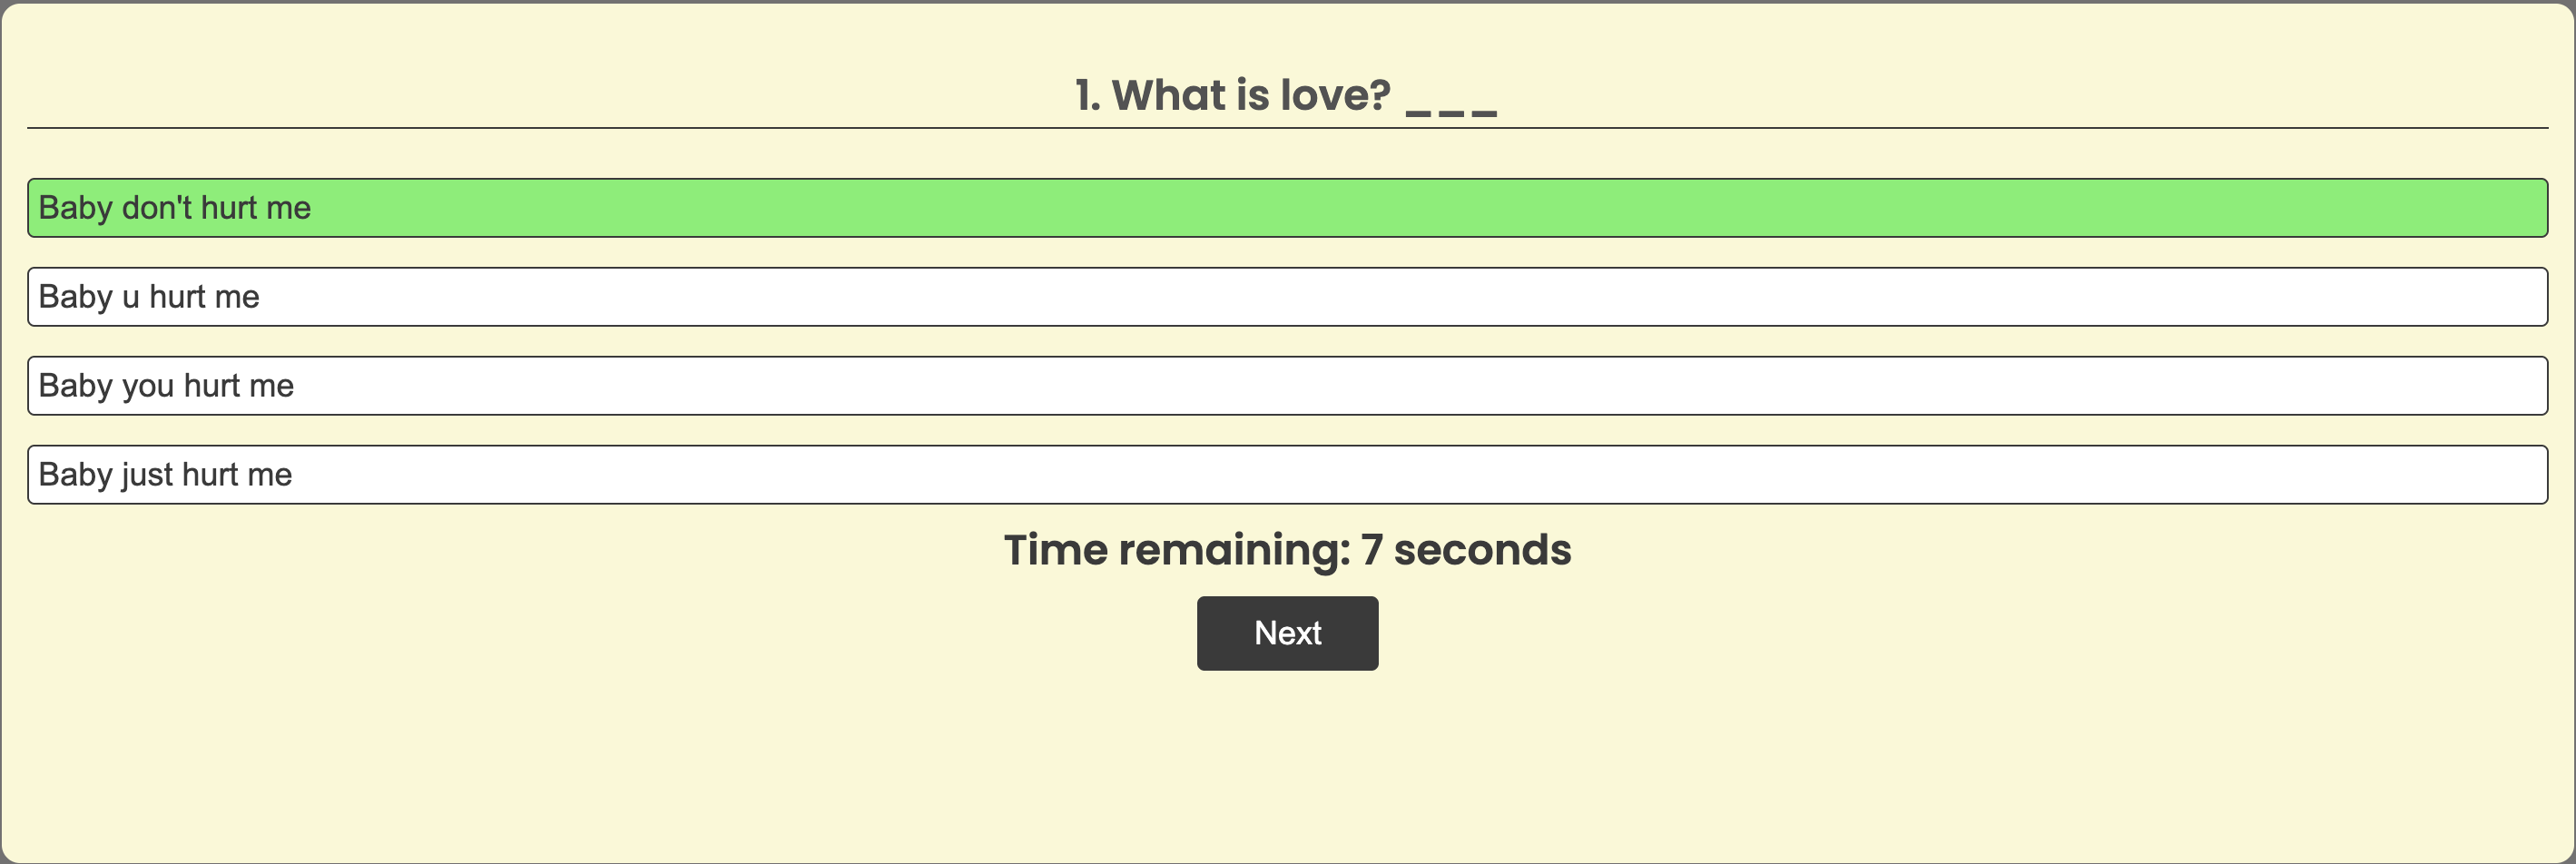 1. What is love? _ _ _
Baby don't hurt me
Baby u hurt me
Baby you hurt me
Baby just hurt me
Time remaining: 7 seconds
Next